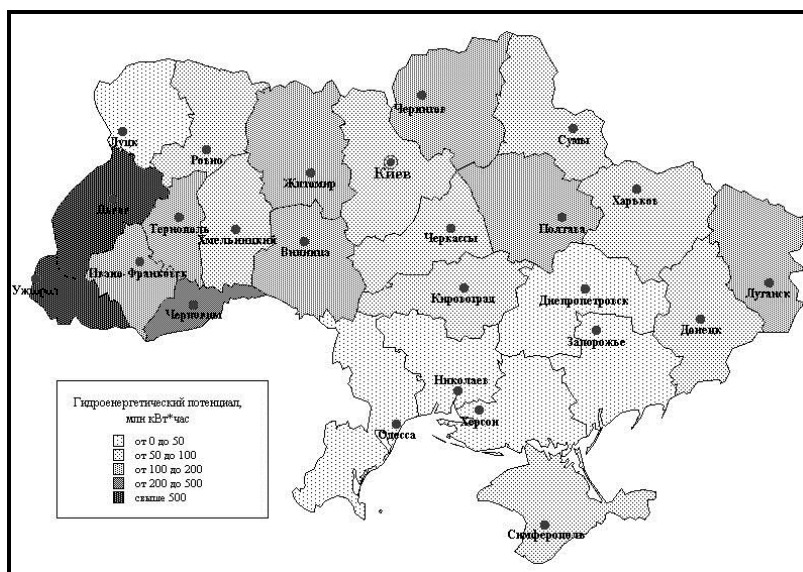 Чернигов
Сумы
Луцк
Ровно
Киев
Житомир
Харьков
Львов
Тернополь
Хмельницкий
Черкассы
Полтава
Винница
Ивано-Франковск
Ужгород
Кировоград
Днепропетровск
Луганск
Черновцы
Донецк
Запорожье
Николаев
Херсон
Одесса
Симферополь
Гидроенергетический потенциал,
млн кВт*час
от 0 до 50
от 50 до 100
от 100 до 200
от 200 до 500
свыше 500